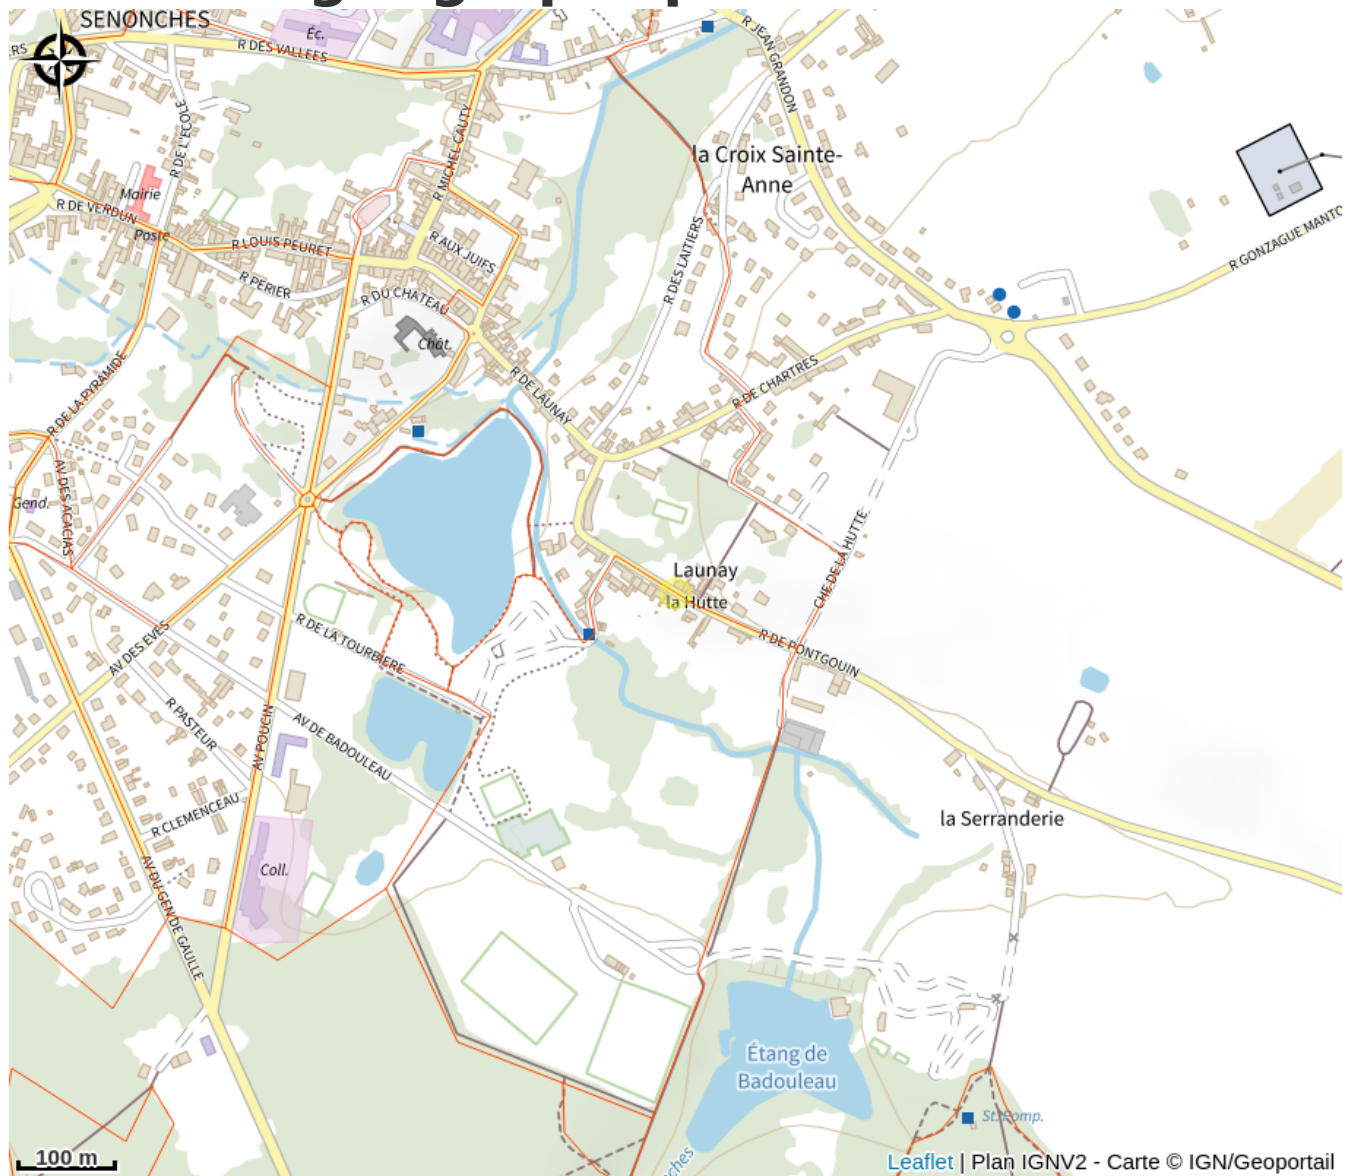 SENONCHES
Éc.
R DES VALLEES
R JEAN GRANDON
ERS
R DE L'ECOLE
R MICHEL CAUTY
la Croix Sainte-
Anne
Mairie
R DE VERDUN
Poste
R LOUIS PEURET
R AUX JUIFS
R PERIER
R DU CHATEAU
Chât.
R DES LAITIERS
R GONZAGUE MANTO
R DE LA PYRAMIDE
R DE LAUNAY
R DE CHARTRES
AV DES ACACIAS
Gend.
CHE DE LA HUTTE
Launay
la Hutte
R DE PONTGOUIN
AV DES EVES
R DE LA TOURBIERE
R PASTEUR
AV POUCIN
AV DE BADOULEAU
R CLEMENCEAU
la Serranderie
Coll.
AV DU GEN DE GAULLE
Étang de
Badouleau
St. Pomp.
ches
100 m
Leaflet | Plan IGNV2 - Carte © IGN/Geoportail